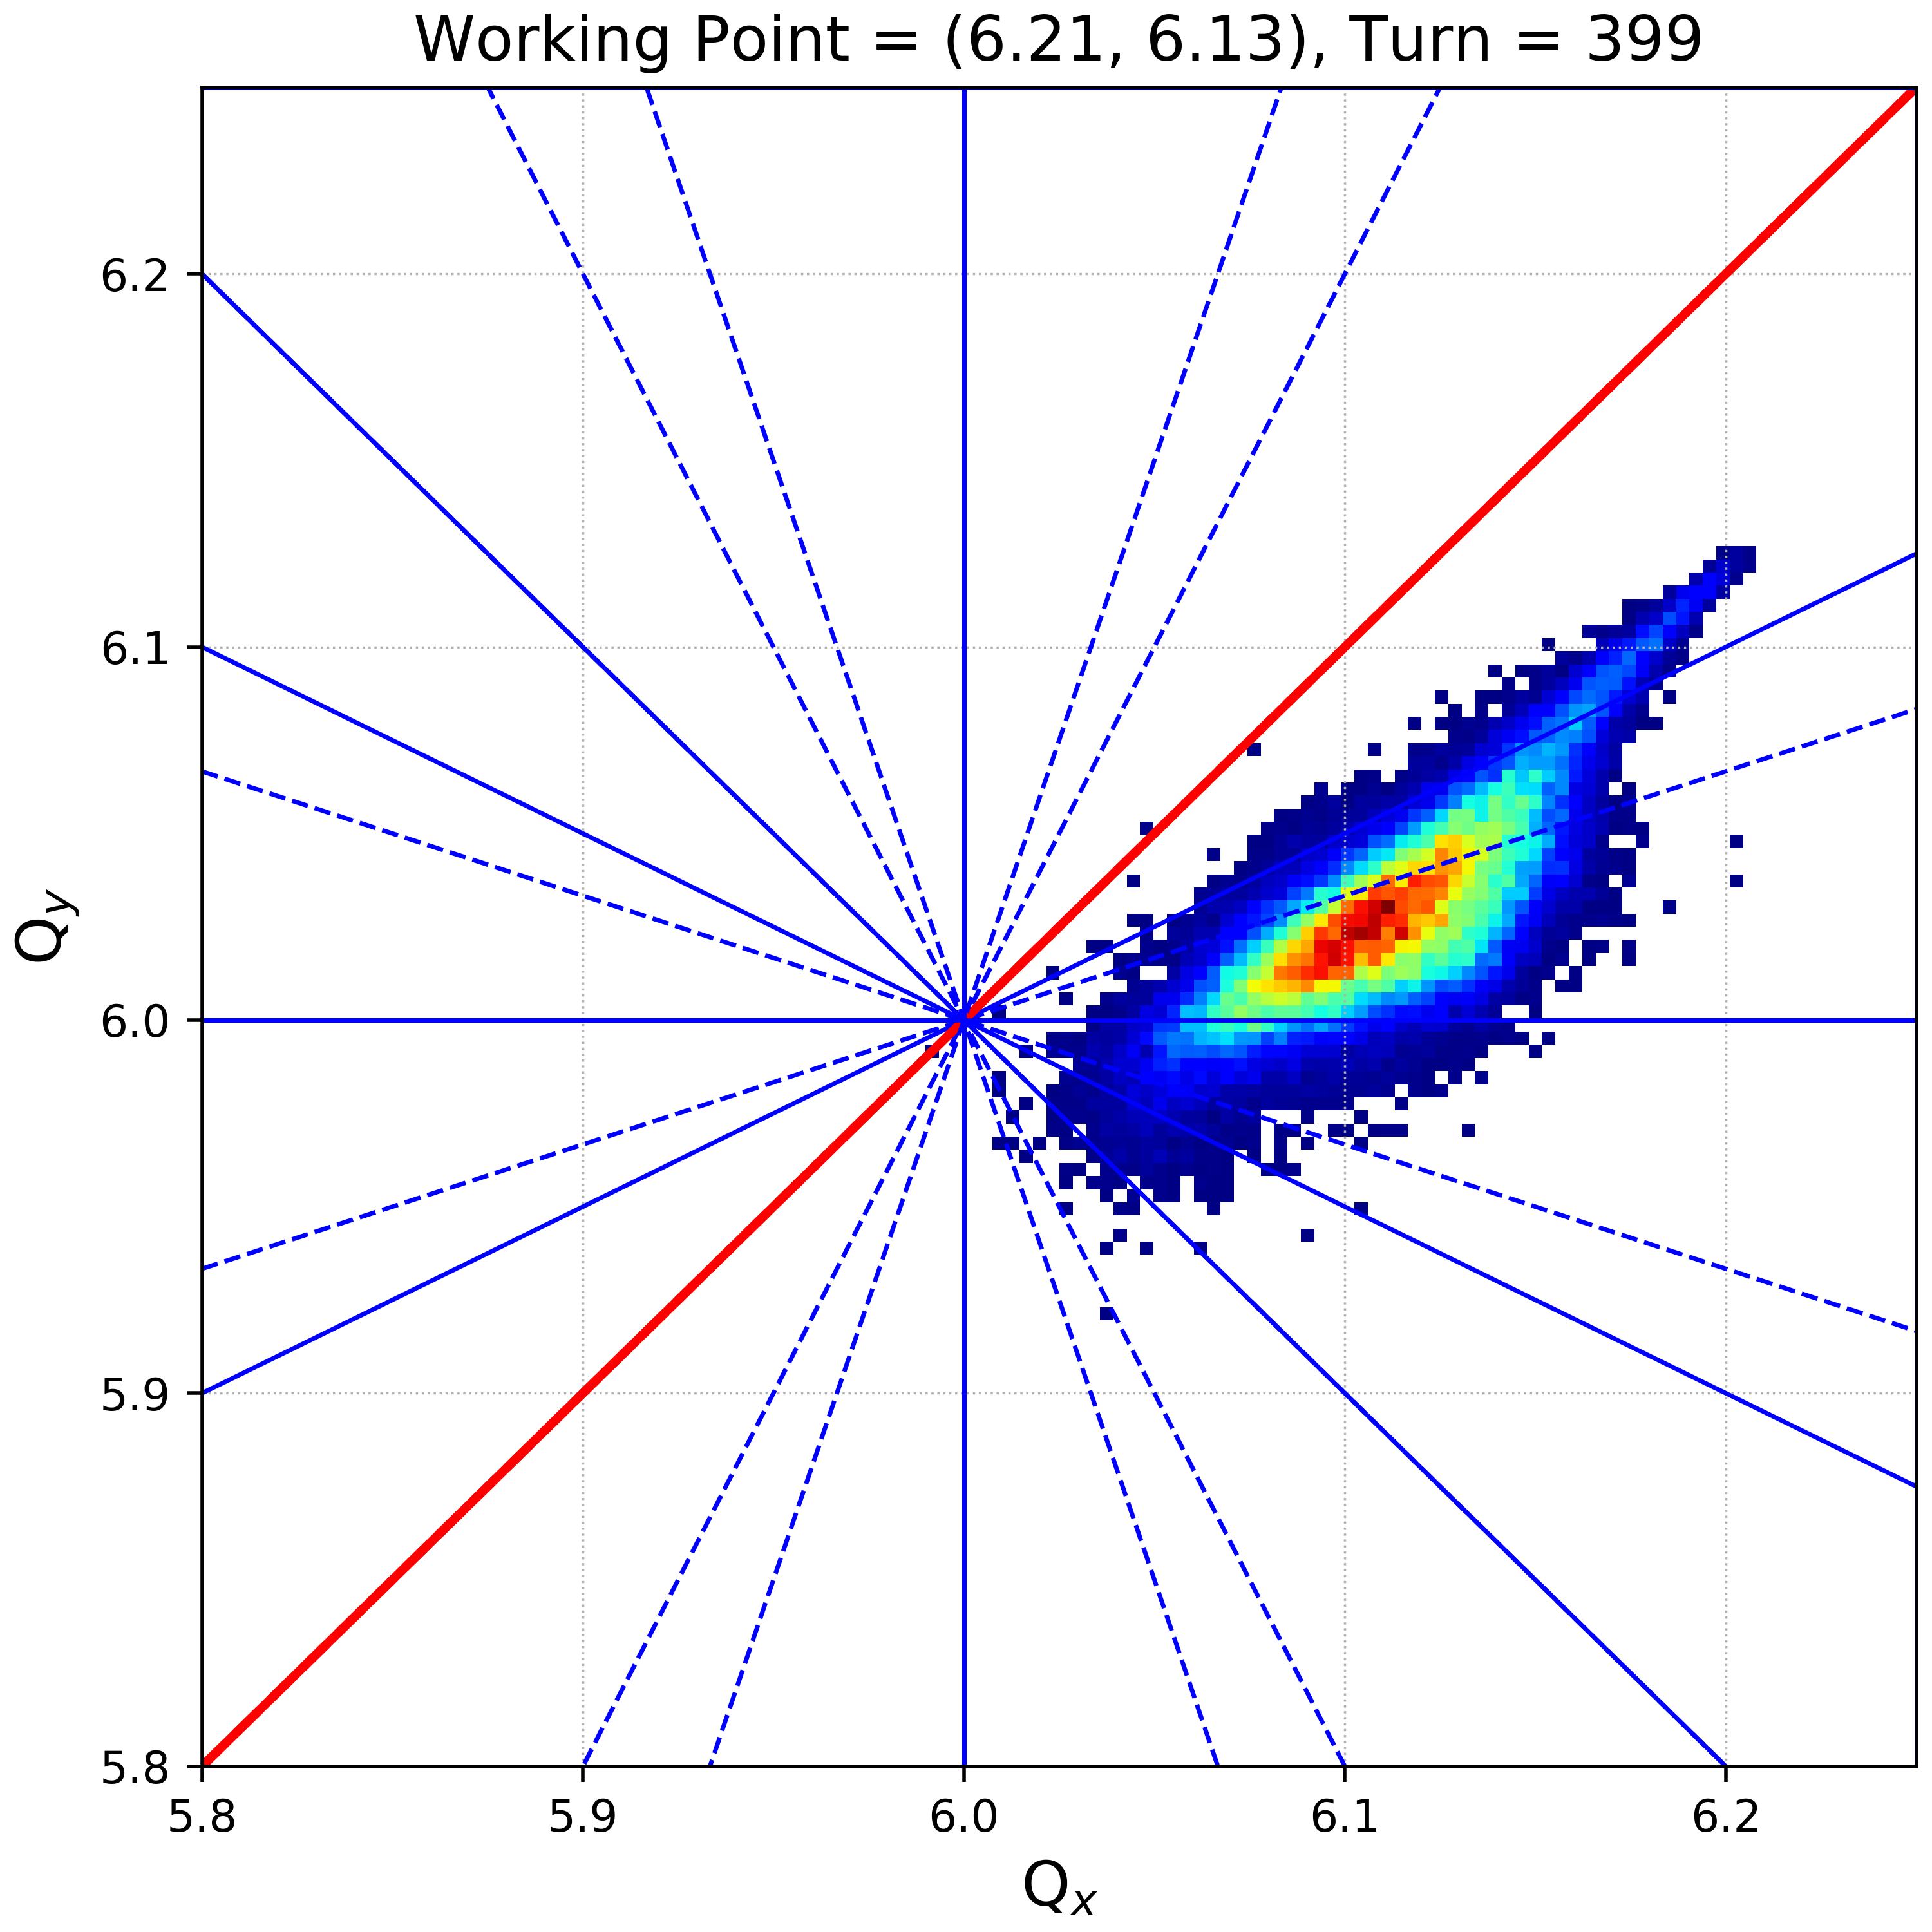 Working Point = (6.21, 6.13), Turn = 399
6.2
6.1
6.0
5.9
5.8
Qy
5.8 5.9 6.0 6.1 6.2
Qx